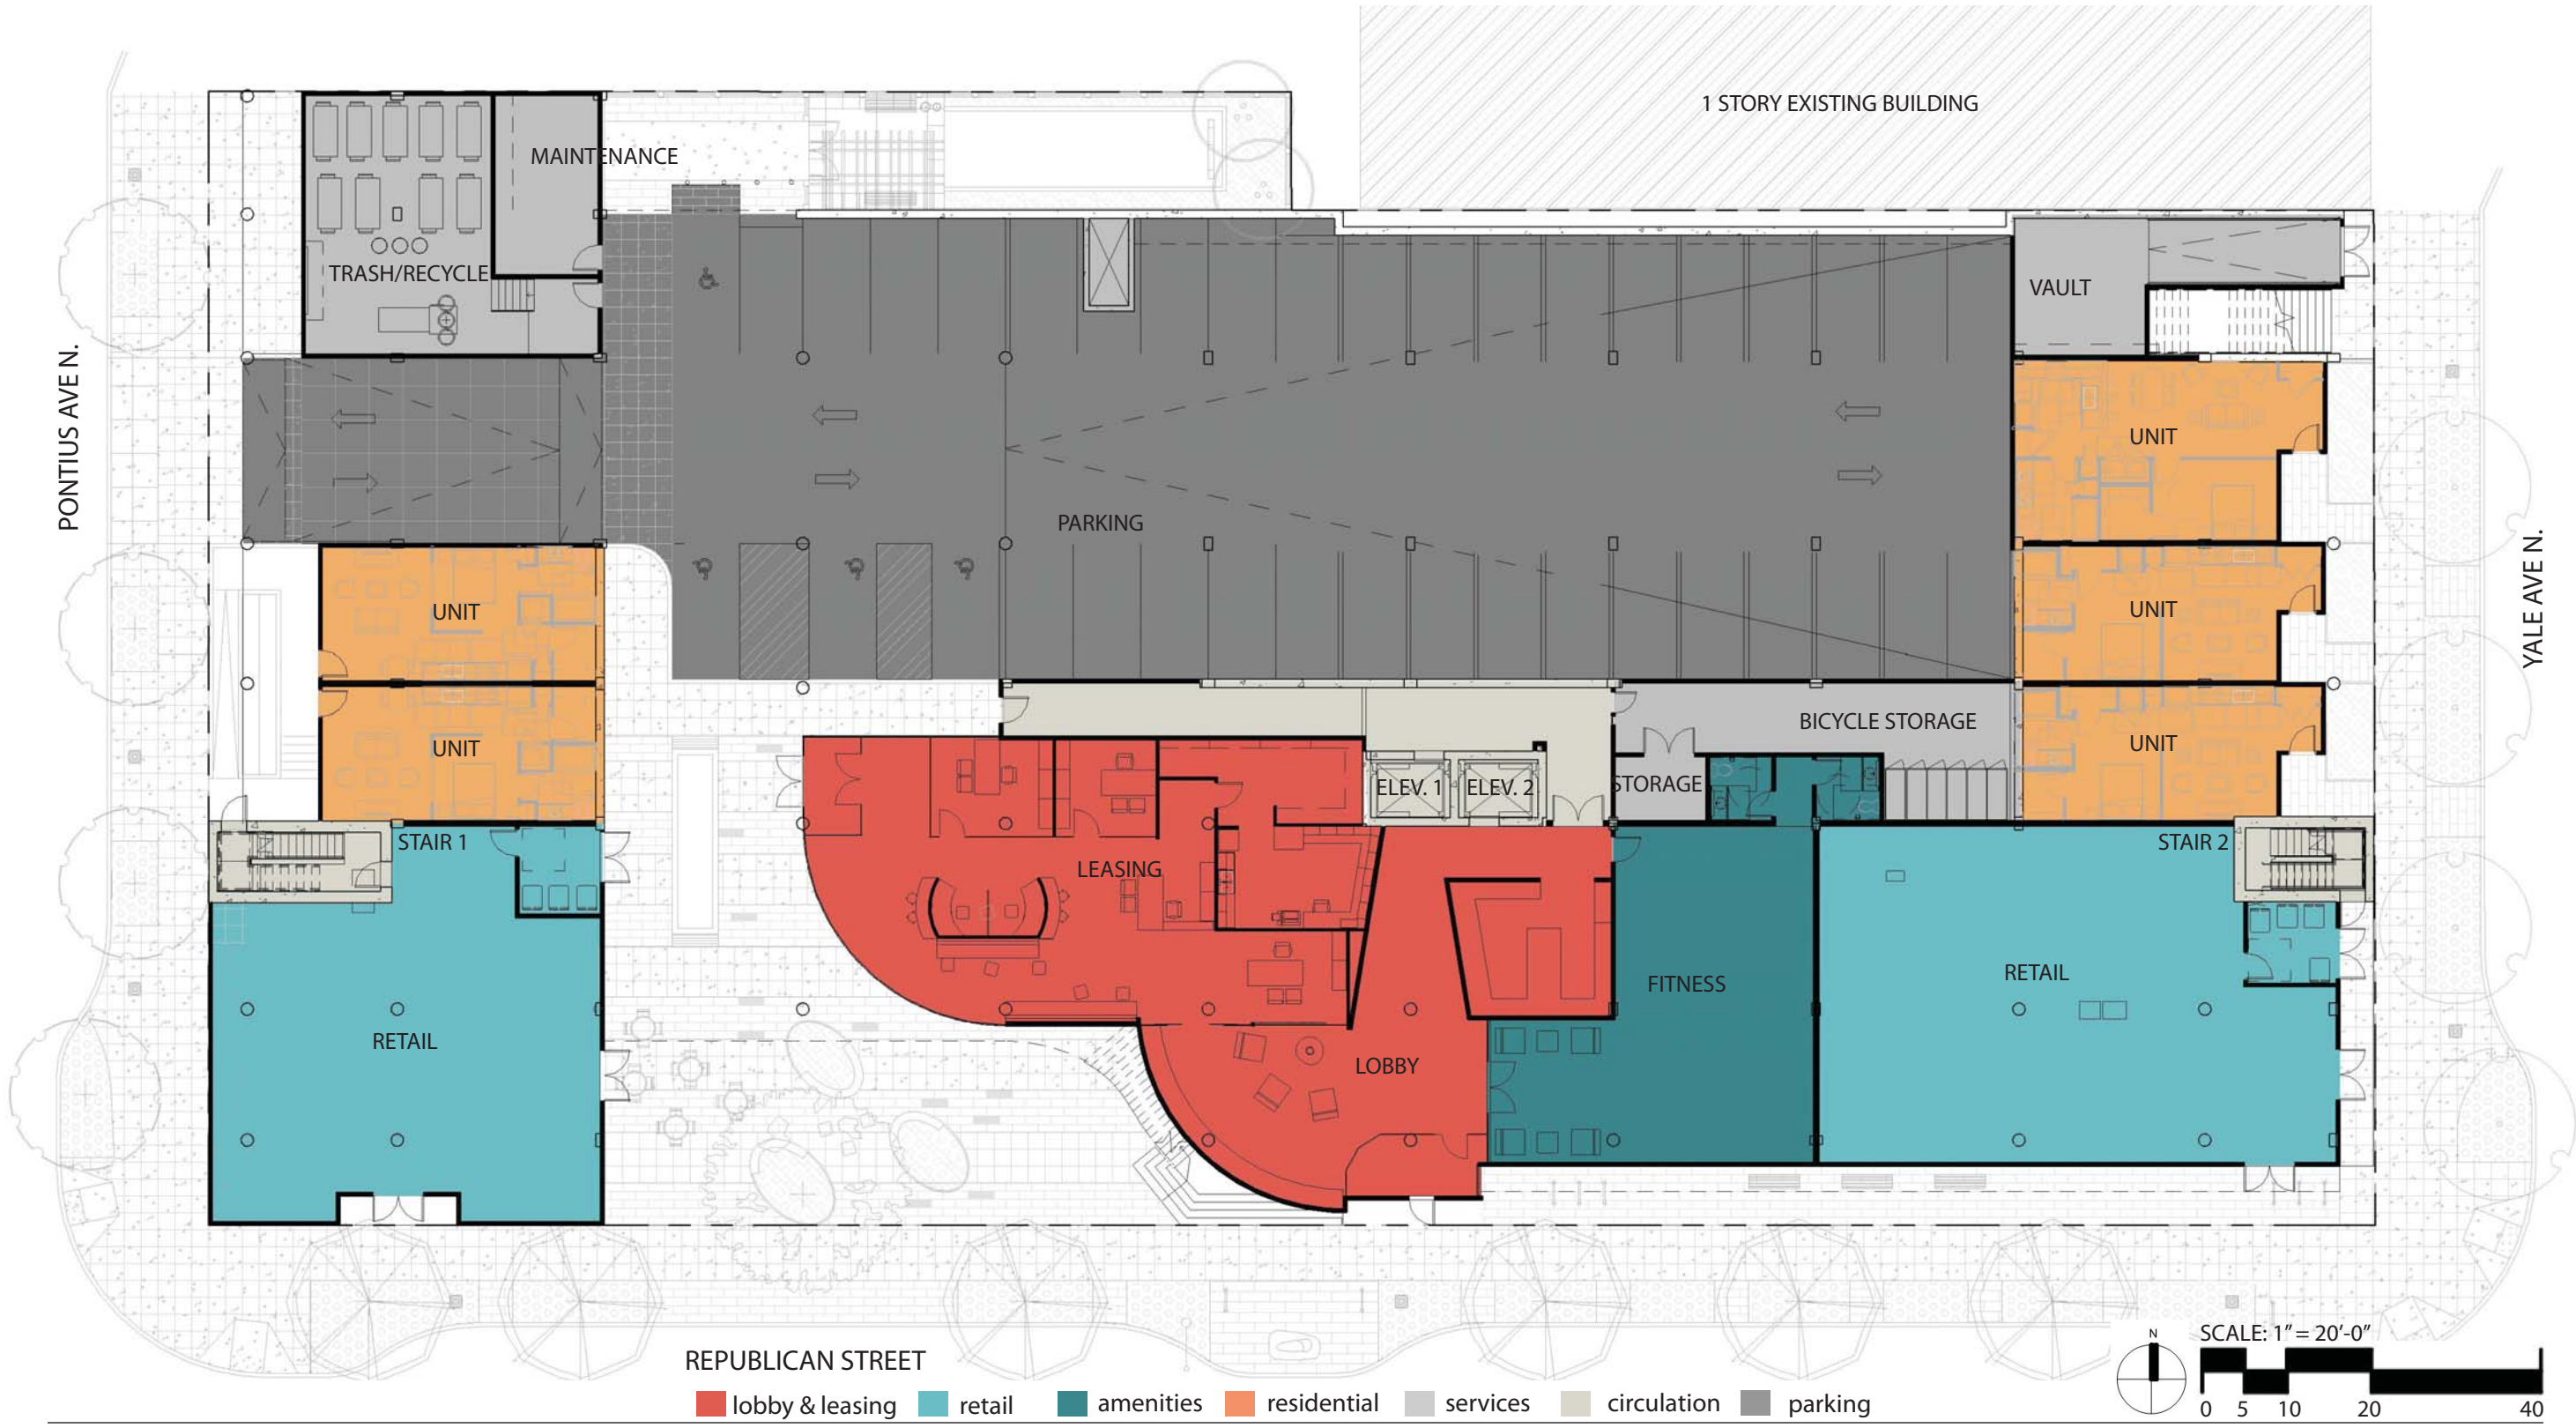 1 STORY EXISTING BUILDING
MAINTENANCE
TRASH/RECYCLE
VAULT
PONTIUS AVE N.
UNIT
PARKING
UNIT
UNIT
YALE AVE N.
UNIT
UNIT
BICYCLE STORAGE
ELEV. 1
ELEV. 2
STORAGE
STAIR 1
STAIR 2
LEASING
FITNESS
RETAIL
RETAIL
LOBBY
REPUBLICAN STREET
N
SCALE: 1” = 20’-0”
0 5 10 20 40
lobby & leasing
retail
amenities
residential
services
circulation
parking